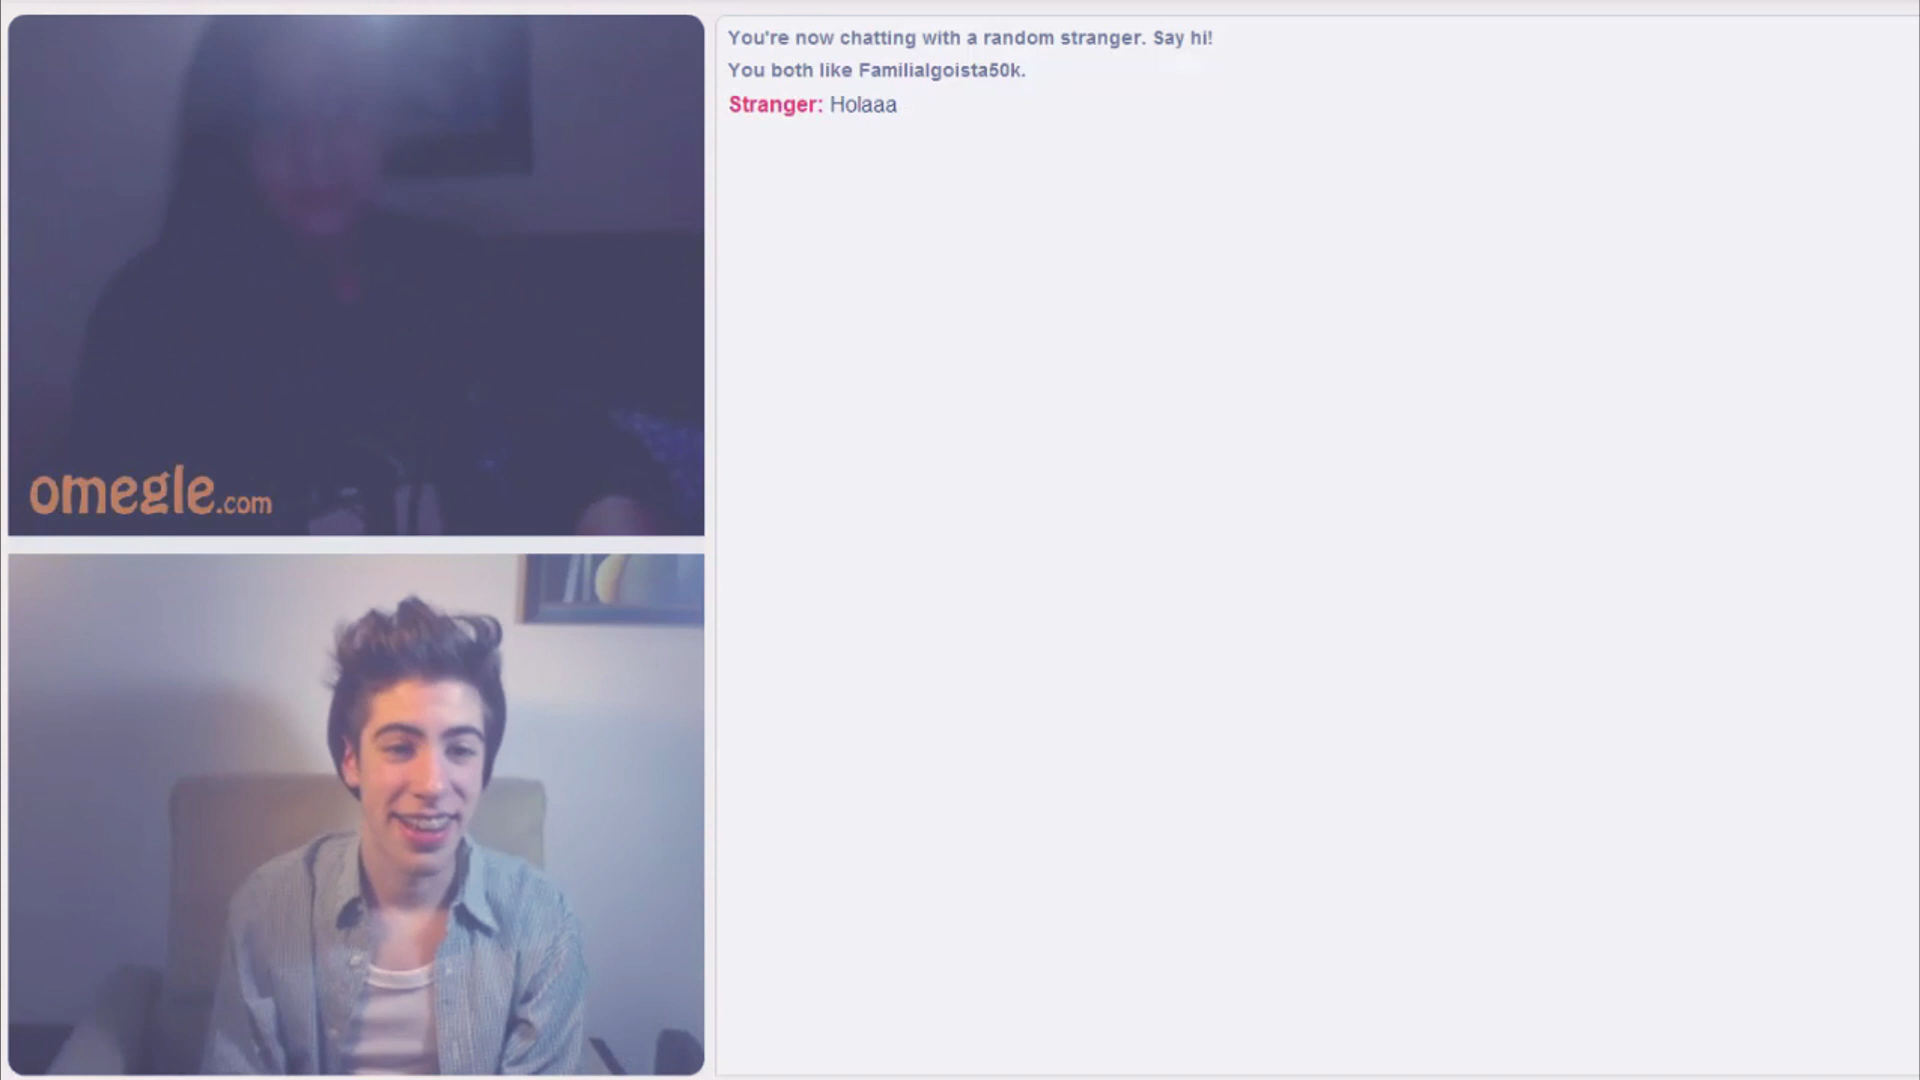 You're now chatting with a random stranger. Say hi!
You both like Familialgoista50k.
Stranger: Holaaa
omegle.com